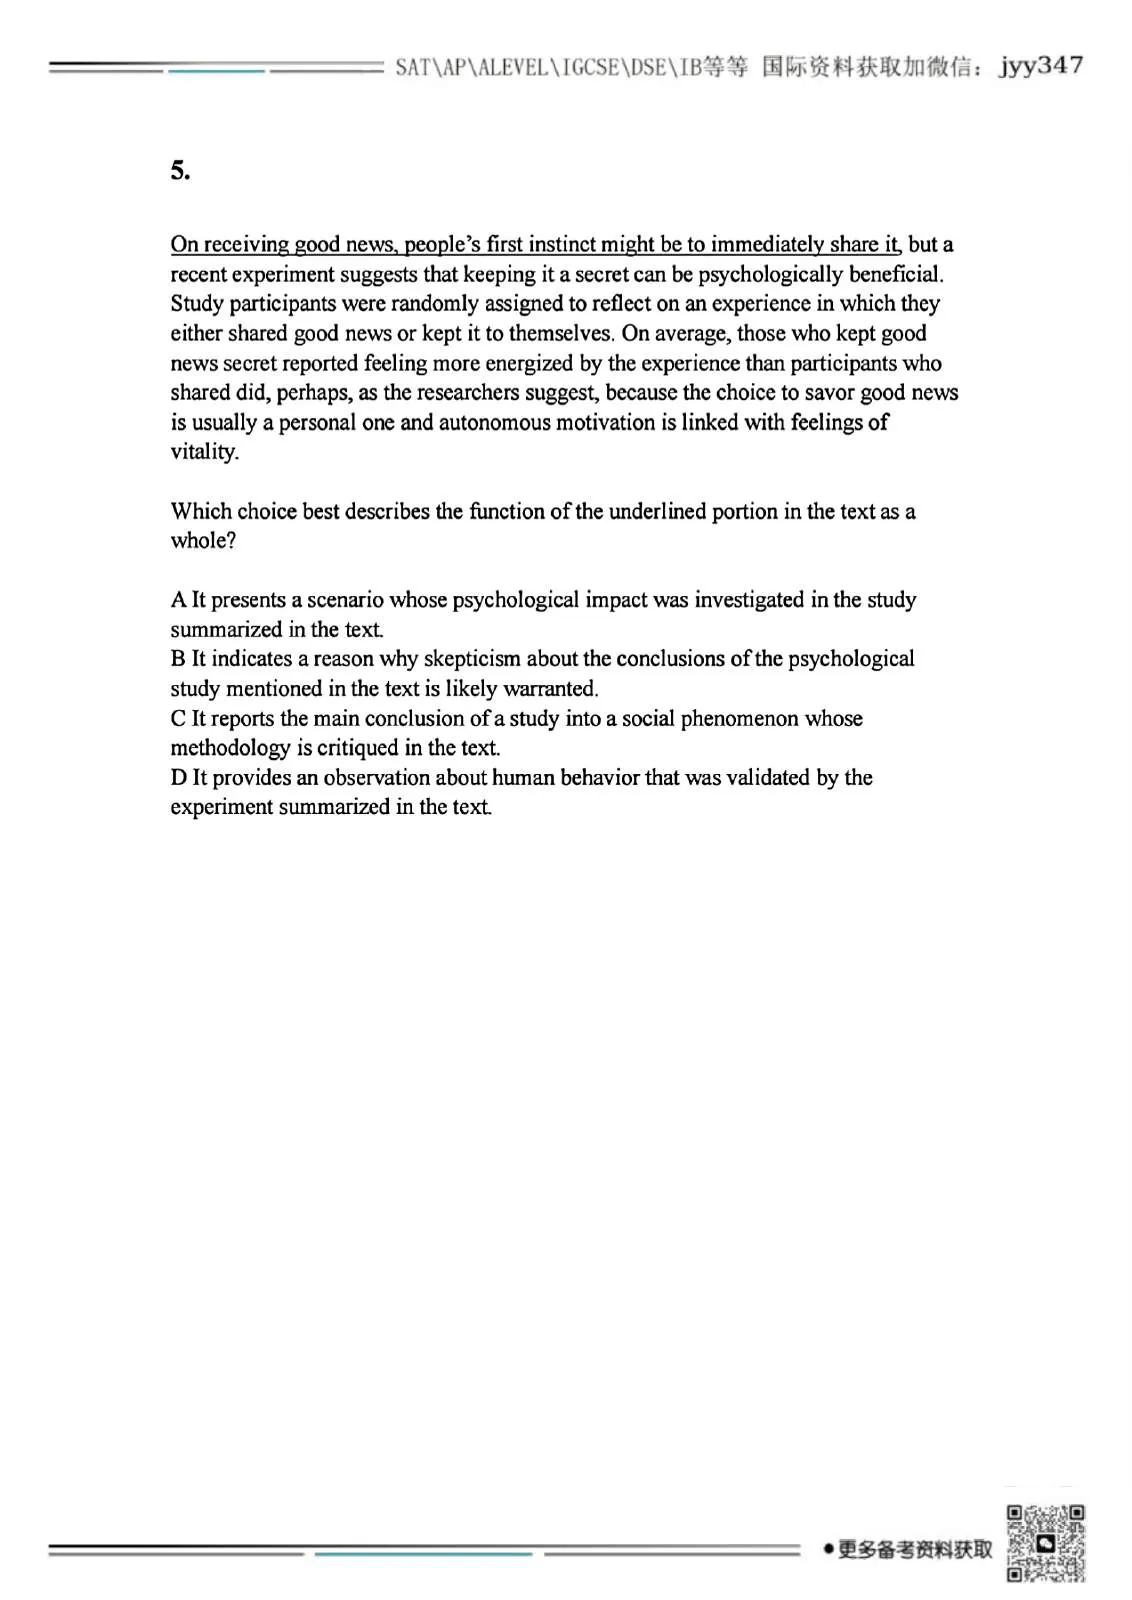 SAT\AP\ALEVEL\IGCSE\DSE\IB等等 国际资料获取加微信：jyy347
5.
On receiving good news, people's first instinct might be to immediately share it, but a
recent experiment suggests that keeping it a secret can be psychologically beneficial.
Study participants were randomly assigned to reflect on an experience in which they
either shared good news or kept it to themselves. On average, those who kept good
news secret reported feeling more energized by the experience than participants who
shared did, perhaps, as the researchers suggest, because the choice to savor good news
is usually a personal one and autonomous motivation is linked with feelings of
vitality.
Which choice best describes the function of the underlined portion in the text as a
whole?
A It presents a scenario whose psychological impact was investigated in the study
summarized in the text.
B It indicates a reason why skepticism about the conclusions of the psychological
study mentioned in the text is likely warranted.
C It reports the main conclusion of a study into a social phenomenon whose
methodology is critiqued in the text.
D It provides an observation about human behavior that was validated by the
experiment summarized in the text.
●更多备考资料获取